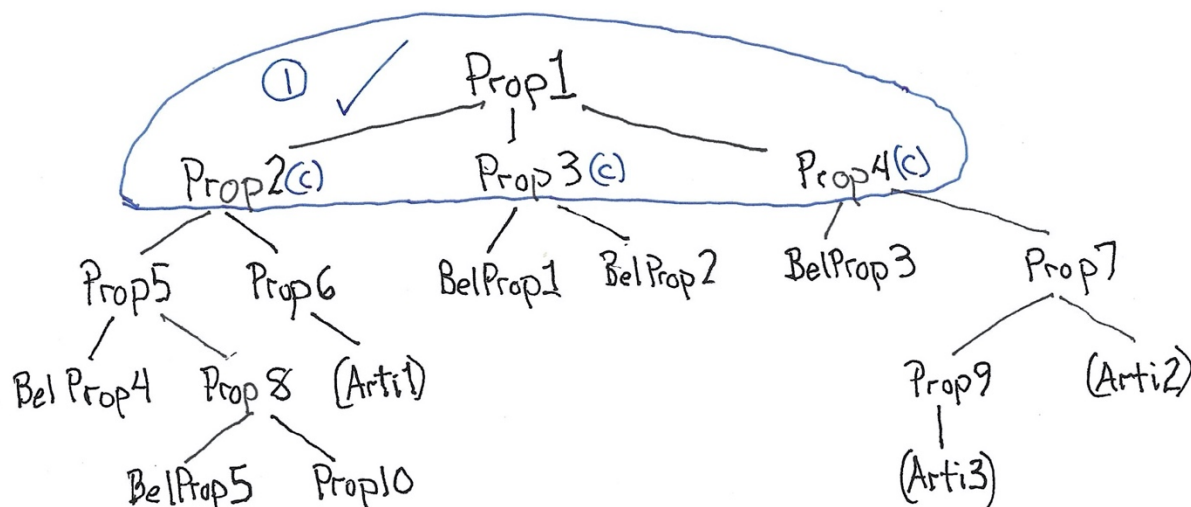 ① ✓ Prop1
Prop2(c) Prop3(c) Prop4(c)
Prop5 Prop6 BelProp1 BelProp2 BelProp3 Prop7
BelProp4 Prop8 (Arti1) Prop9 (Arti2)
BelProp5 Prop10 (Arti3)